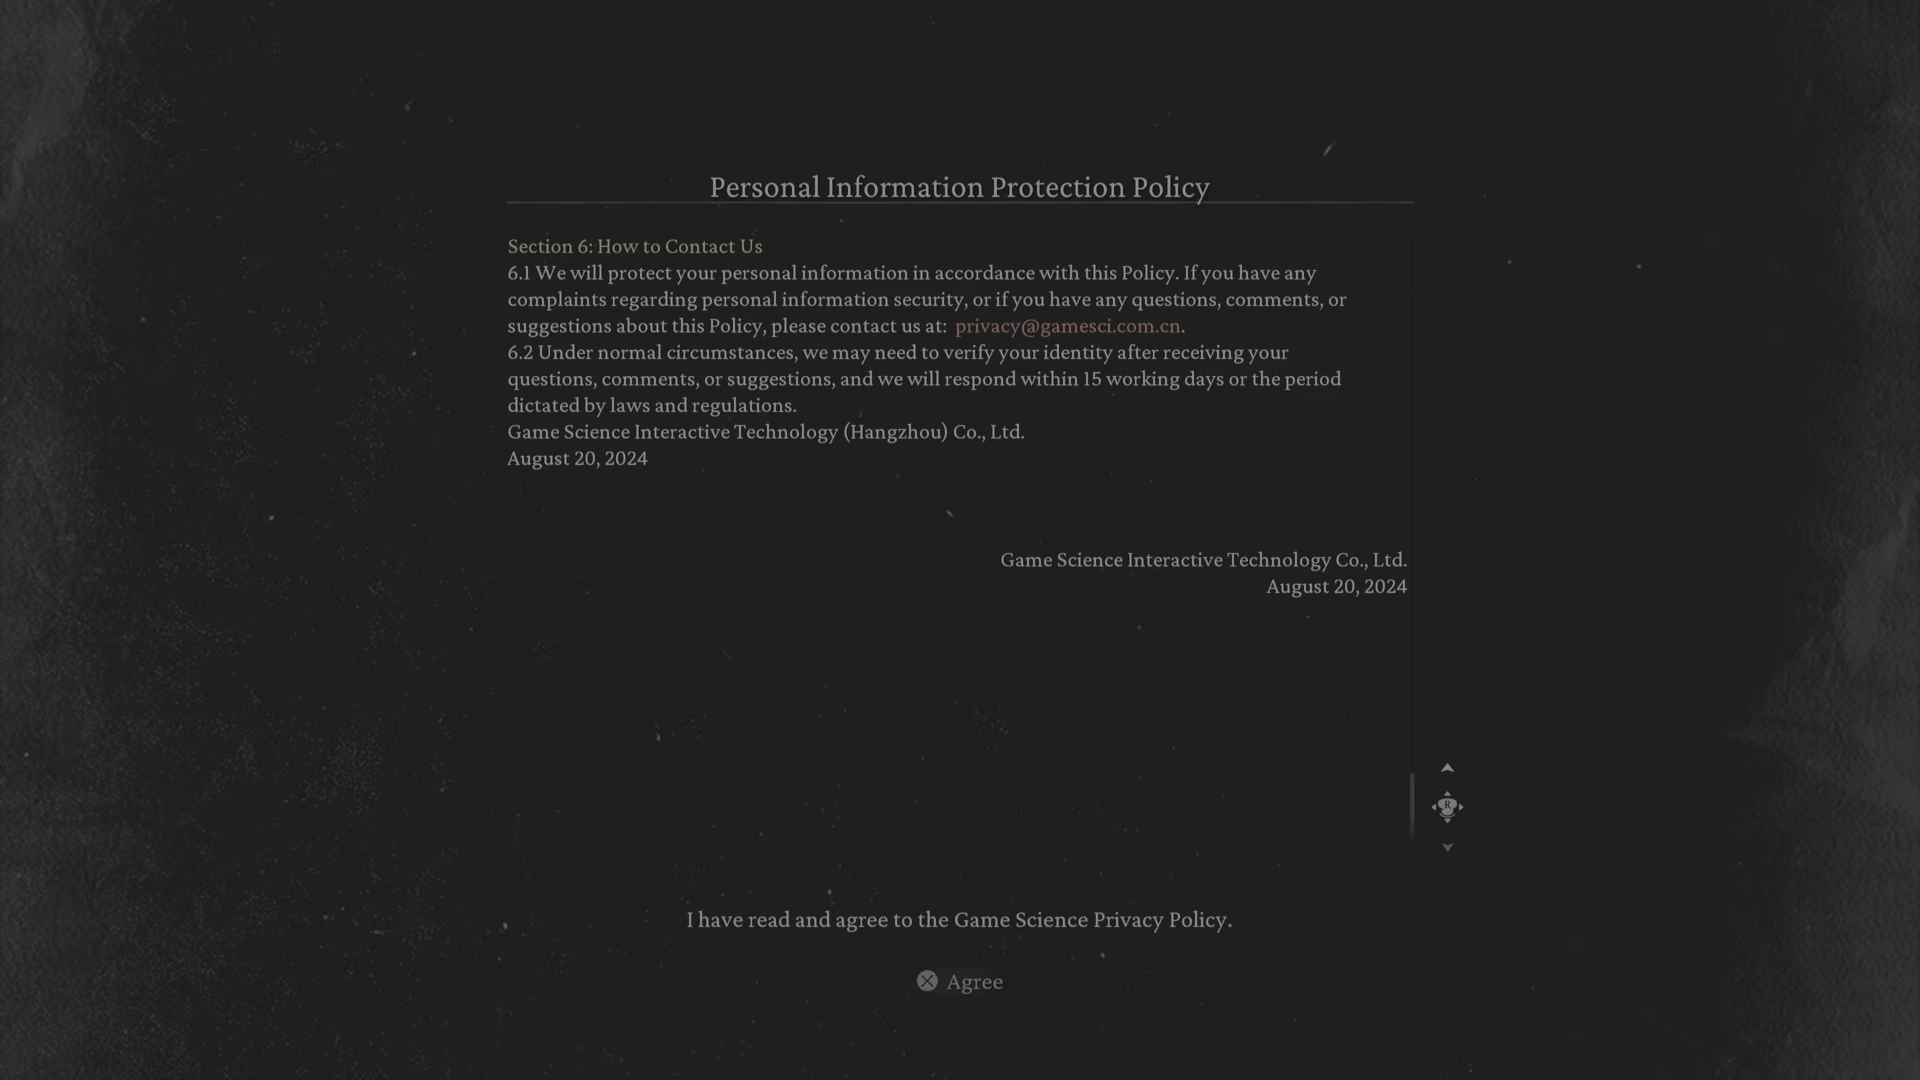 Personal Information Protection Policy
Section 6: How to Contact Us
6.1 We will protect your personal information in accordance with this Policy. If you have any
complaints regarding personal information security, or if you have any questions, comments, or
suggestions about this Policy, please contact us at: privacy@gamesci.com.cn.
6.2 Under normal circumstances, we may need to verify your identity after receiving your
questions, comments, or suggestions, and we will respond within 15 working days or the period
dictated by laws and regulations.
Game Science Interactive Technology (Hangzhou) Co., Ltd.
August 20, 2024
Game Science Interactive Technology Co., Ltd.
August 20, 2024
R
I have read and agree to the Game Science Privacy Policy.
Agree